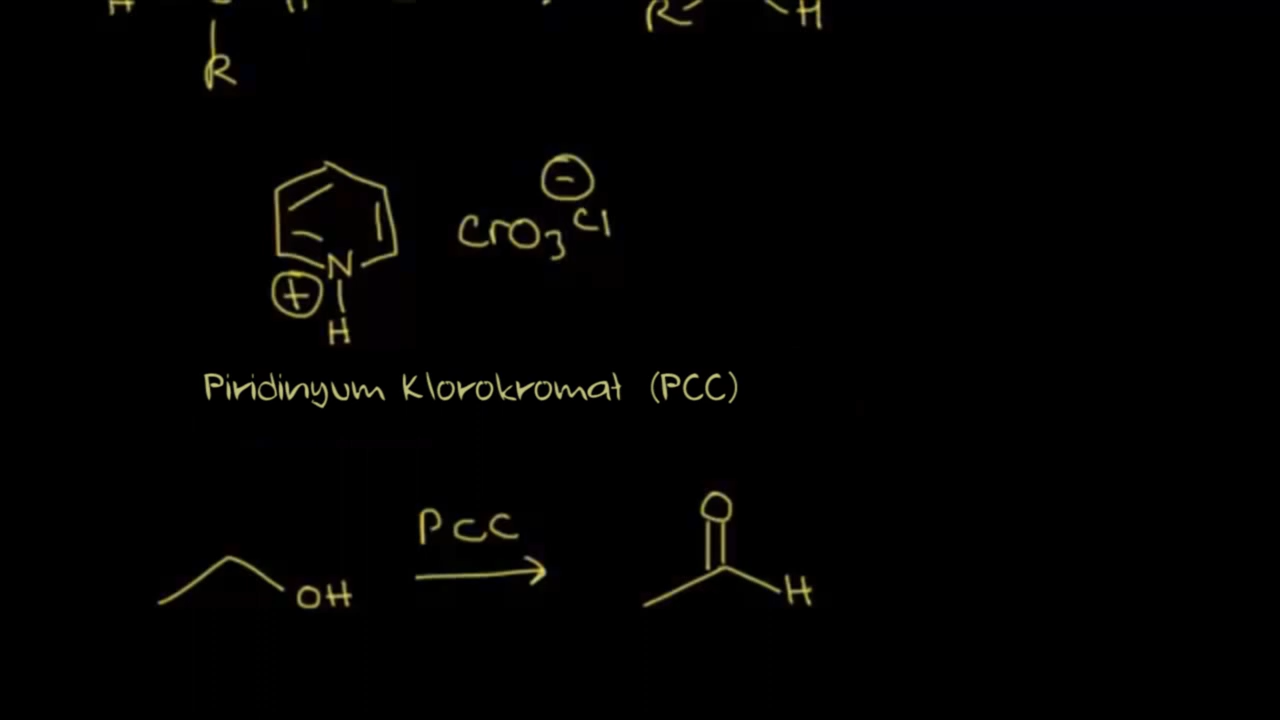 R H
R
⊖
CrO3Cl
N
⊕
H
Piridinyum Klorokromat (PCC)
O
PCC
OH H